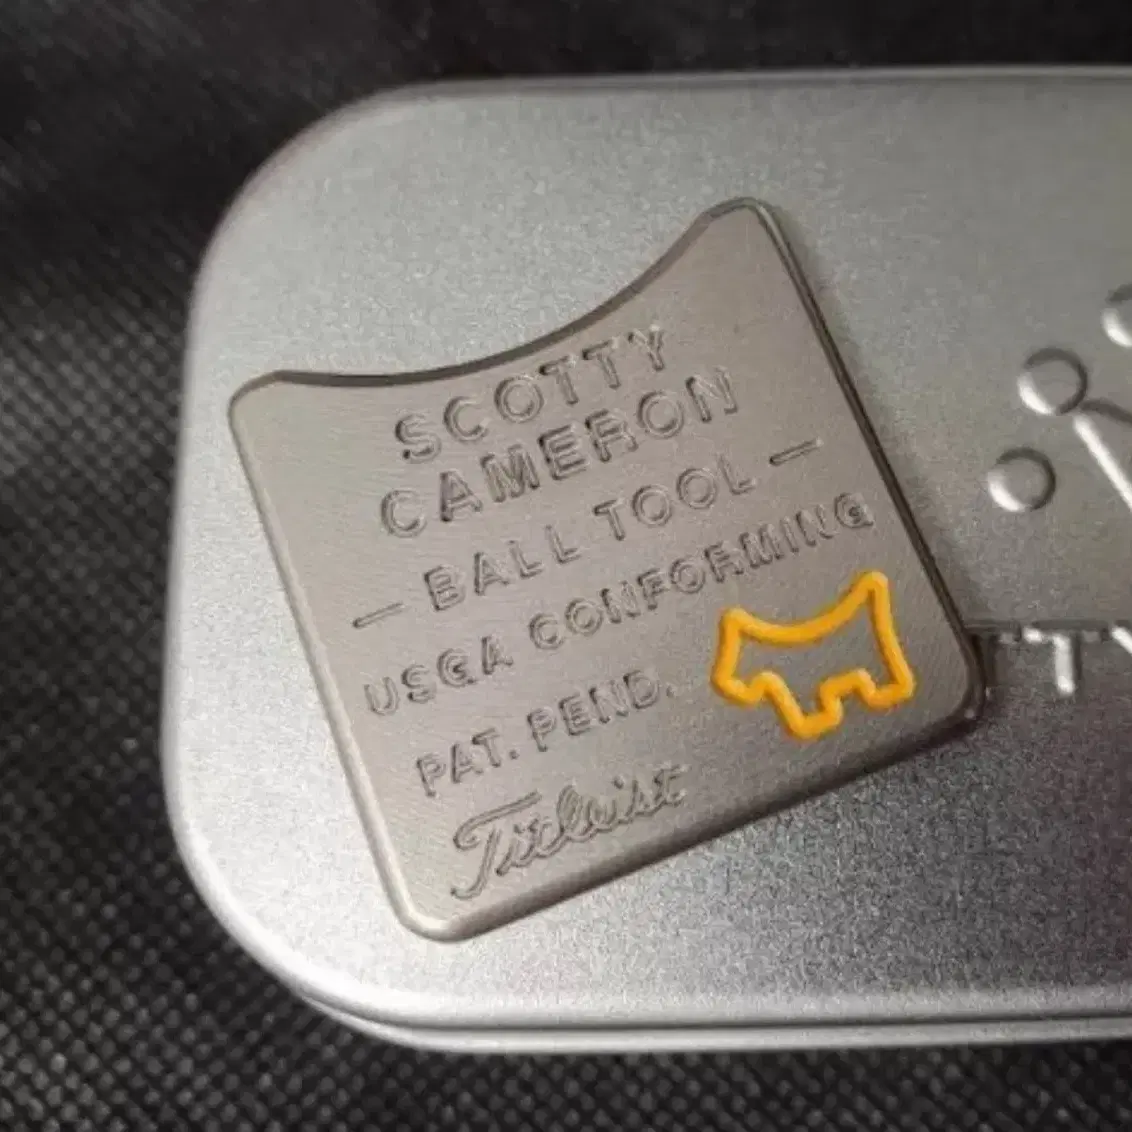 SCOTTY
CAMERON
— BALL TOOL —
USGA CONFORMING
PAT. PEND.
Titleist